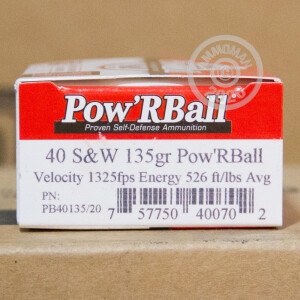 Pow'RBall
Proven Self-Defense Ammunition
40 S&W 135gr Pow'RBall
Velocity 1325fps Energy 526 ft/lbs Avg
PN:
PB40135/20
7 57750 40070 2